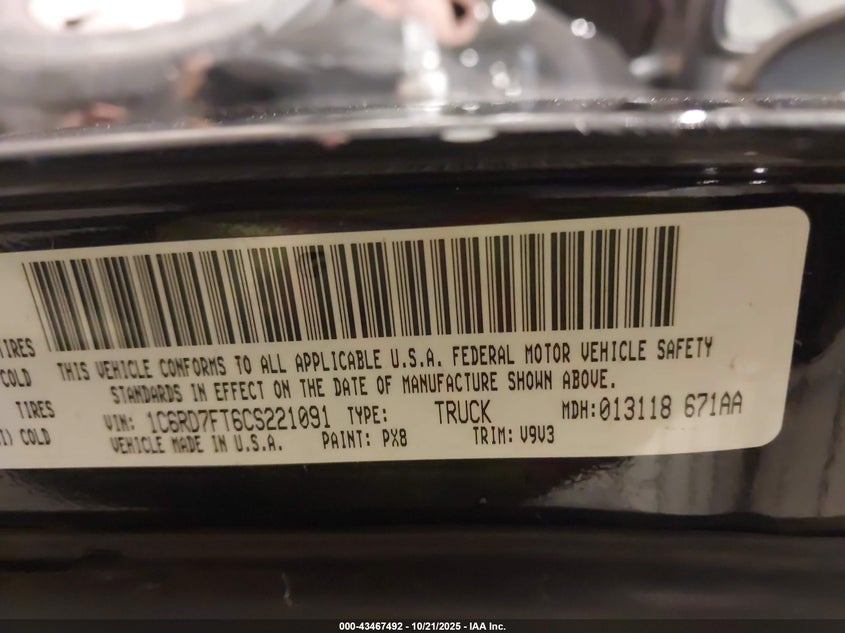 TIRES
COLD
TIRES
) COLD
THIS VEHICLE CONFORMS TO ALL APPLICABLE U.S.A. FEDERAL MOTOR VEHICLE SAFETY
STANDARDS IN EFFECT ON THE DATE OF MANUFACTURE SHOWN ABOVE.
VIN: 1C6RD7FT6CS221091 TYPE: TRUCK MDH:013118 671AA
VEHICLE MADE IN U.S.A. PAINT: PX8 TRIM: V9V3
000-43467492 - 10/21/2025 - IAA Inc.